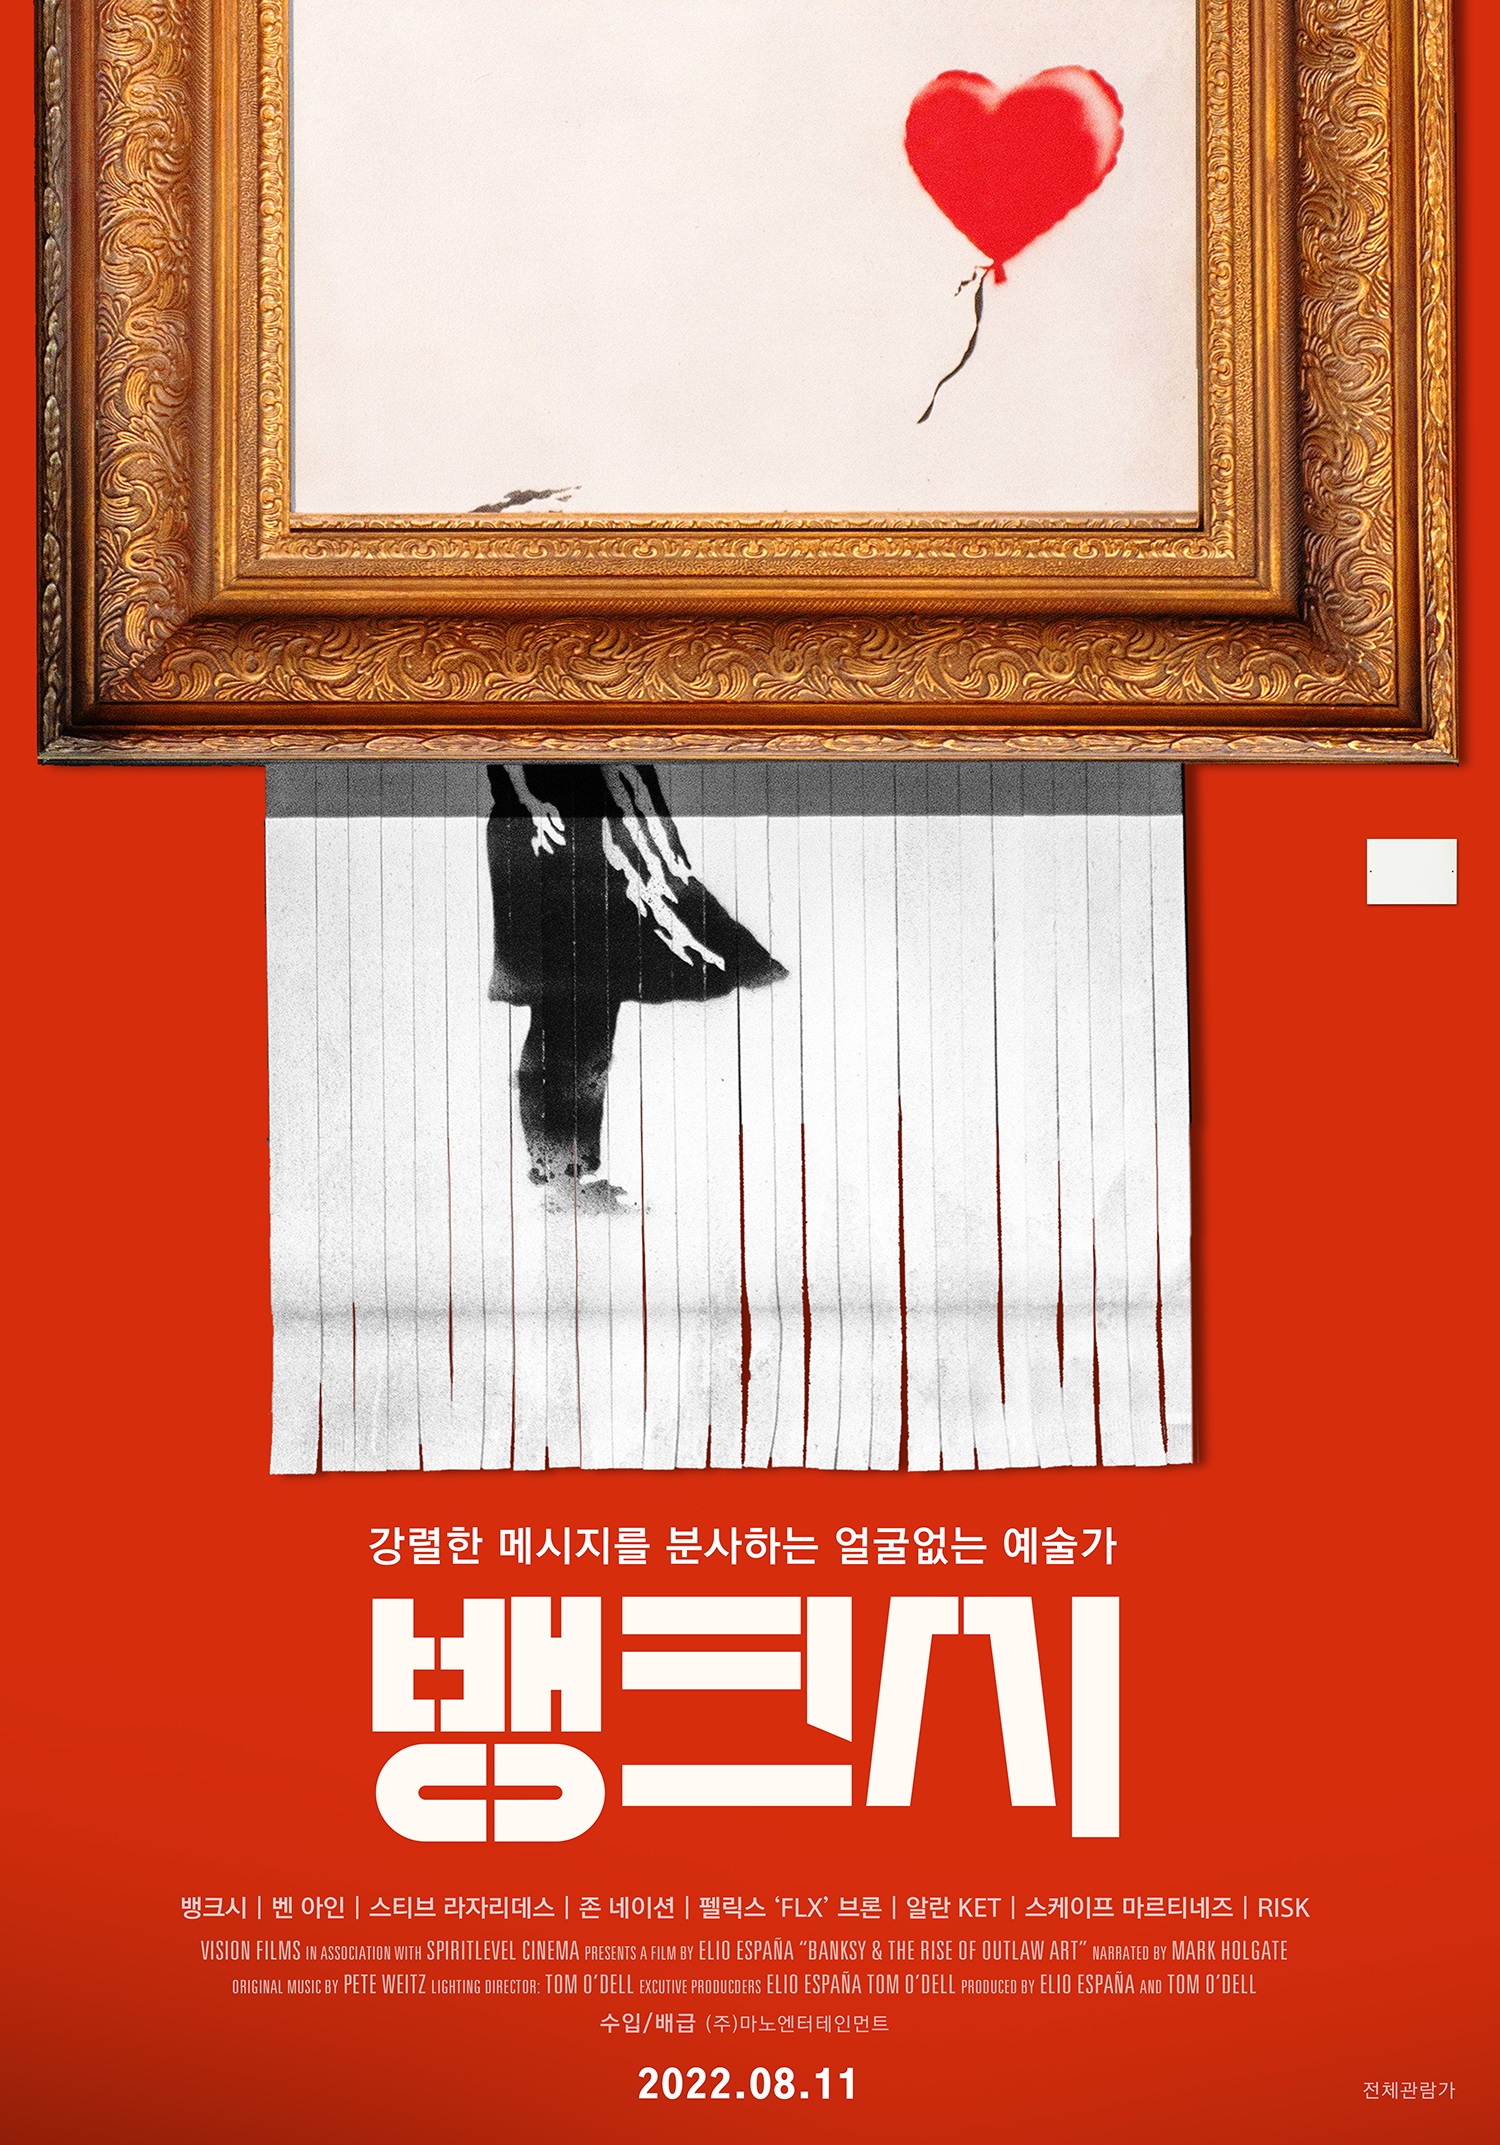 강렬한 메시지를 분사하는 얼굴없는 예술가
뱅크시
뱅크시 | 벤 아인 | 스티브 라자리데스 | 존 네이션 | 펠릭스 ‘FLX’ 브론 | 알란 KET | 스케이프 마르티네즈 | RISK
VISION FILMS IN ASSOCIATION WITH SPIRITLEVEL CINEMA PRESENTS A FILM BY ELIO ESPAÑA “BANKSY & THE RISE OF OUTLAW ART” NARRATED BY MARK HOLGATE
ORIGINAL MUSIC BY PETE WEITZ LIGHTING DIRECTOR: TOM O’DELL EXCUTIVE PRODUCDERS ELIO ESPAÑA TOM O’DELL PRODUCED BY ELIO ESPAÑA AND TOM O’DELL
수입/배급 (주)마노엔터테인먼트
2022.08.11
전체관람가